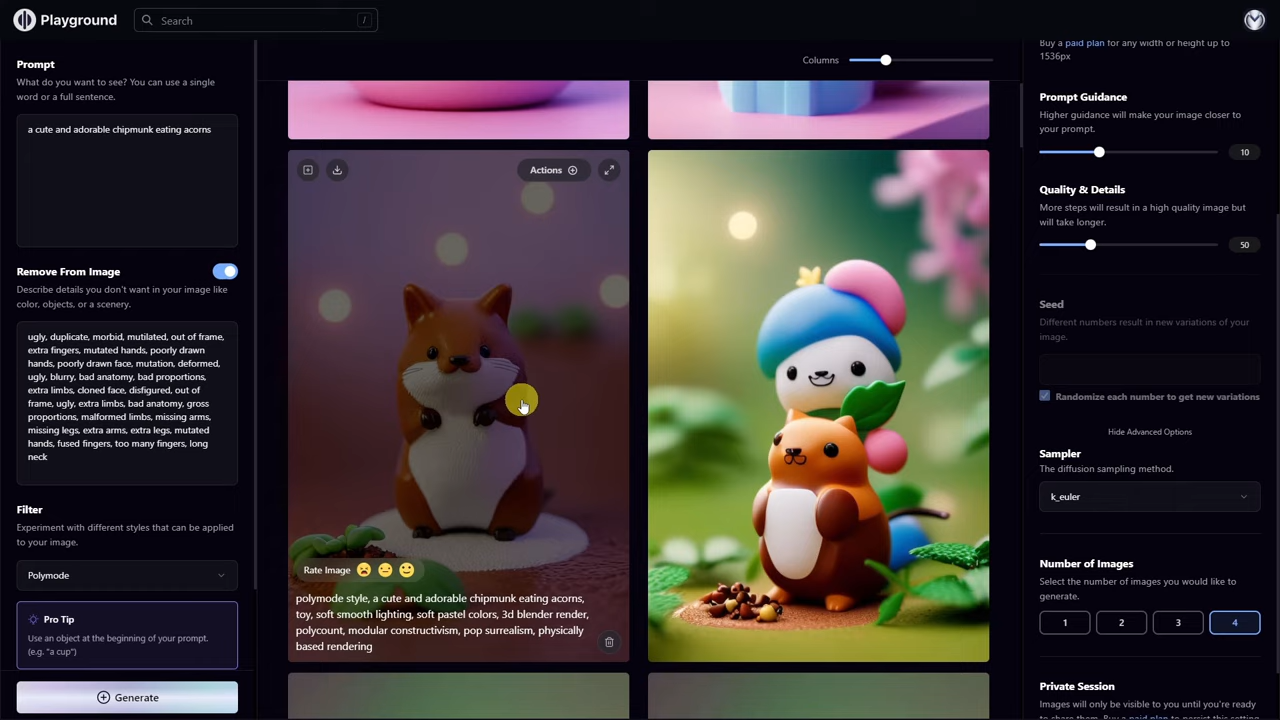 Playground
Search
/
Prompt
What do you want to see? You can use a single
word or a full sentence.
a cute and adorable chipmunk eating acorns
Remove From Image
Describe details you don't want in your image like
color, objects, or a scenery.
ugly, duplicate, morbid, mutilated, out of frame,
extra fingers, mutated hands, poorly drawn
hands, poorly drawn face, mutation, deformed,
ugly, blurry, bad anatomy, bad proportions,
extra limbs, cloned face, disfigured, out of
frame, ugly, extra limbs, bad anatomy, gross
proportions, malformed limbs, missing arms,
missing legs, extra arms, extra legs, mutated
hands, fused fingers, too many fingers, long
neck
Filter
Experiment with different styles that can be applied
to your image.
Polymode
Pro Tip
Use an object at the beginning of your prompt.
(e.g. "a cup")
Generate
Columns
Actions
Rate Image
polymode style, a cute and adorable chipmunk eating acorns,
toy, soft smooth lighting, soft pastel colors, 3d blender render,
polycount, modular constructivism, pop surrealism, physically
based rendering
Buy a paid plan for any width or height up to
1536px
Prompt Guidance
Higher guidance will make your image closer to
your prompt.
10
Quality & Details
More steps will result in a high quality image but
will take longer.
50
Seed
Different numbers result in new variations of your
image.
Randomize each number to get new variations
Hide Advanced Options
Sampler
The diffusion sampling method.
k_euler
Number of Images
Select the number of images you would like to
generate.
1 2 3 4
Private Session
Images will only be visible to you until you're ready
to share them. Buy a paid plan to persist this setting